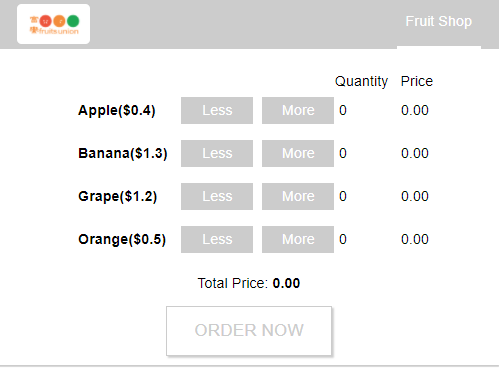 fruitsunion
Fruit Shop
Quantity Price
Apple($0.4) Less More 0 0.00
Banana($1.3) Less More 0 0.00
Grape($1.2) Less More 0 0.00
Orange($0.5) Less More 0 0.00
Total Price: 0.00
ORDER NOW